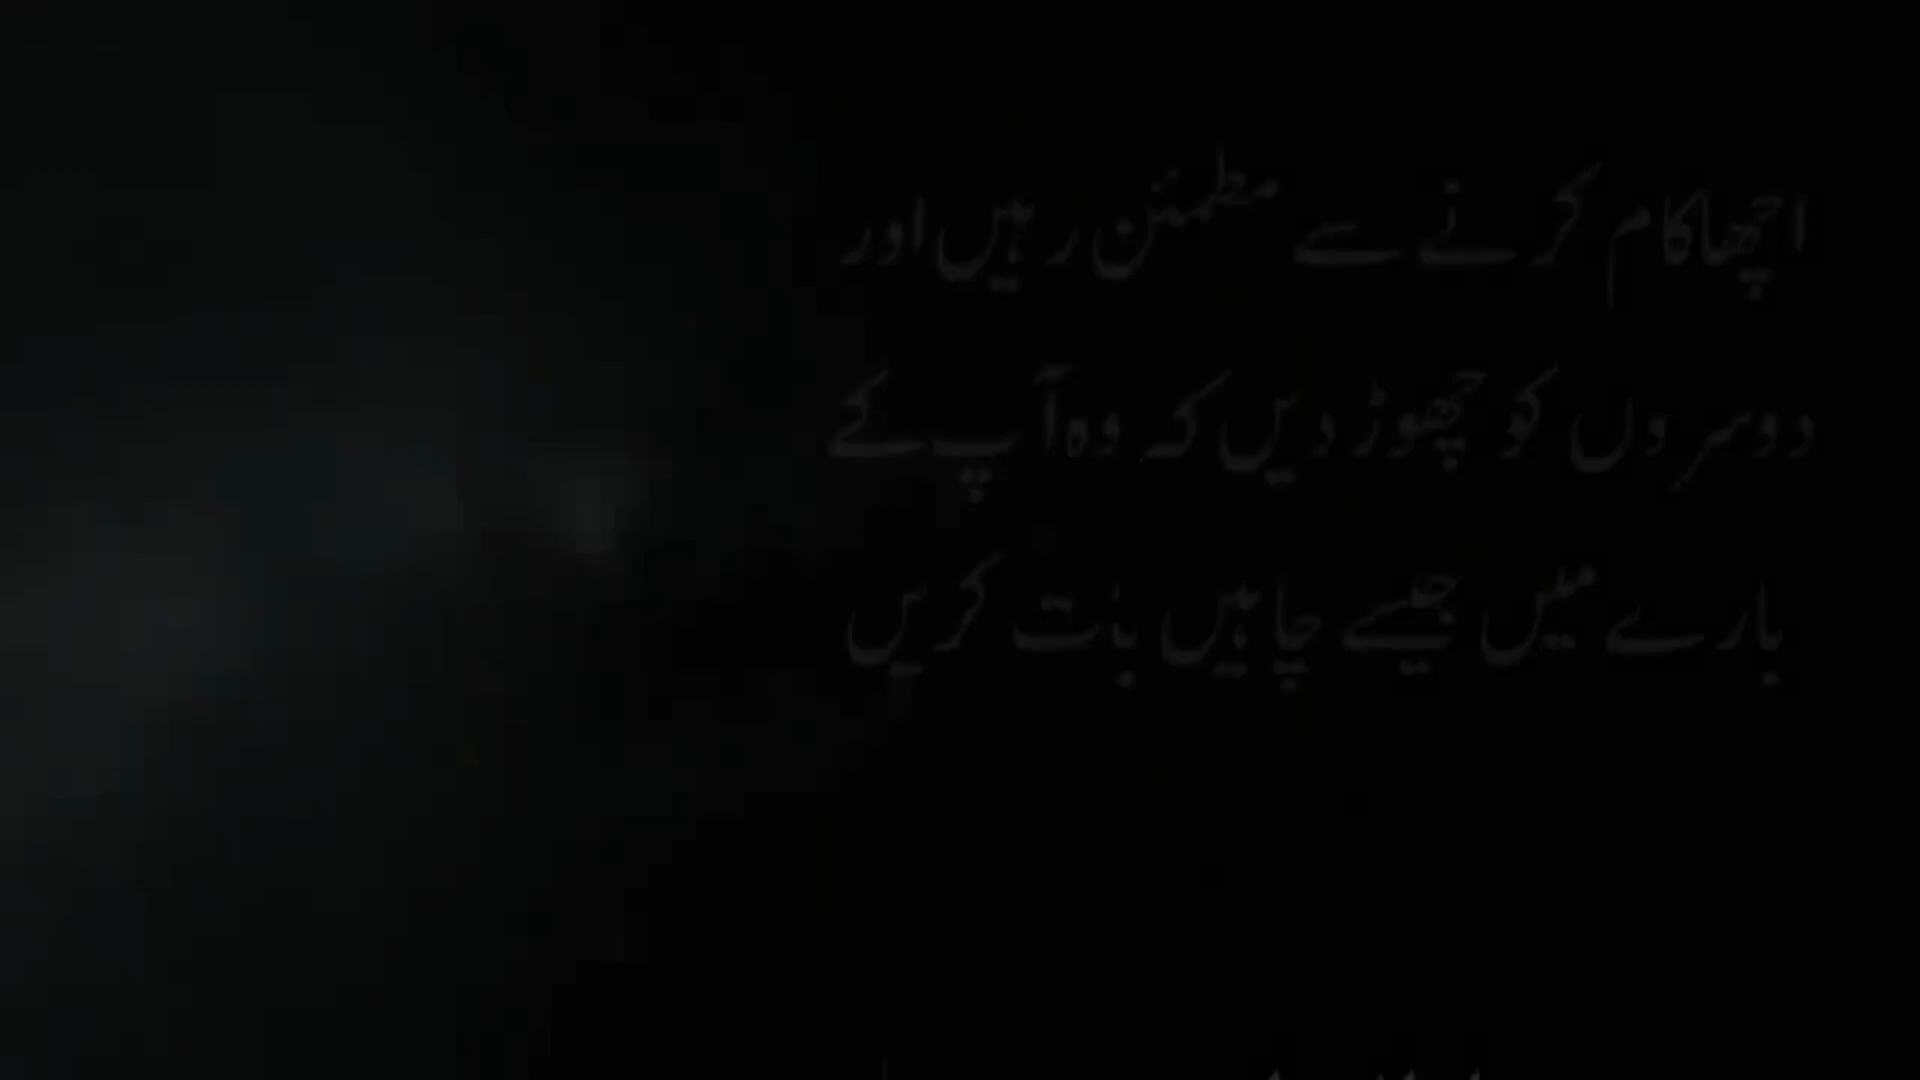 اچھا کام کرنے سے مطمئن رہیں اور
دوسروں کو چھوڑ دیں کہ وہ آپ کے
بارے میں جیسے چاہیں بات کریں